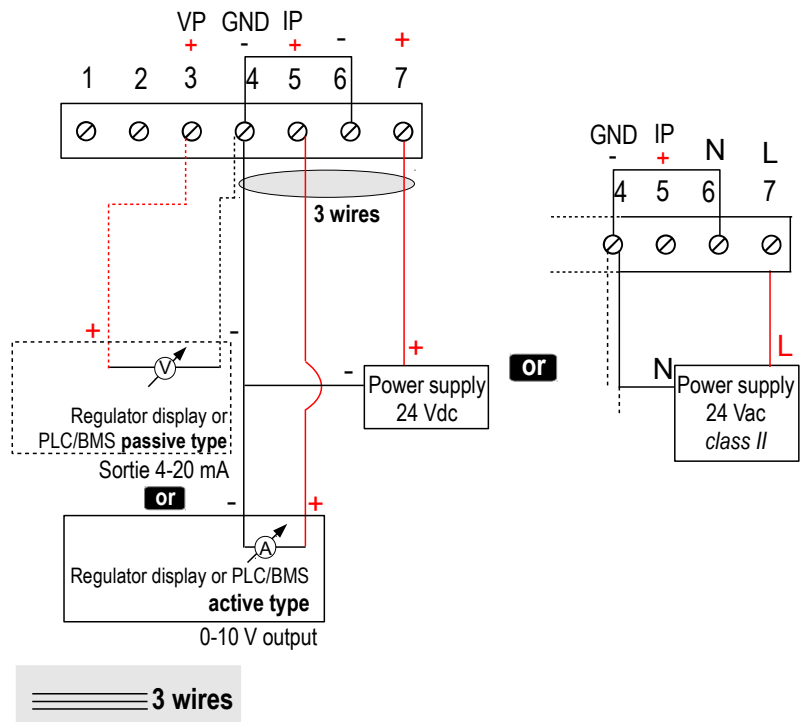 VP GND IP
+ - + - +
1 2 3 4 5 6 7
3 wires
+ -
V
- +
Regulator display or
PLC/BMS passive type
Sortie 4-20 mA
Power supply
24 Vdc
or
- +
A
Regulator display or PLC/BMS
active type
0-10 V output
3 wires
or
GND IP N L
- +
4 5 6 7
L
N
Power supply
24 Vac
class II